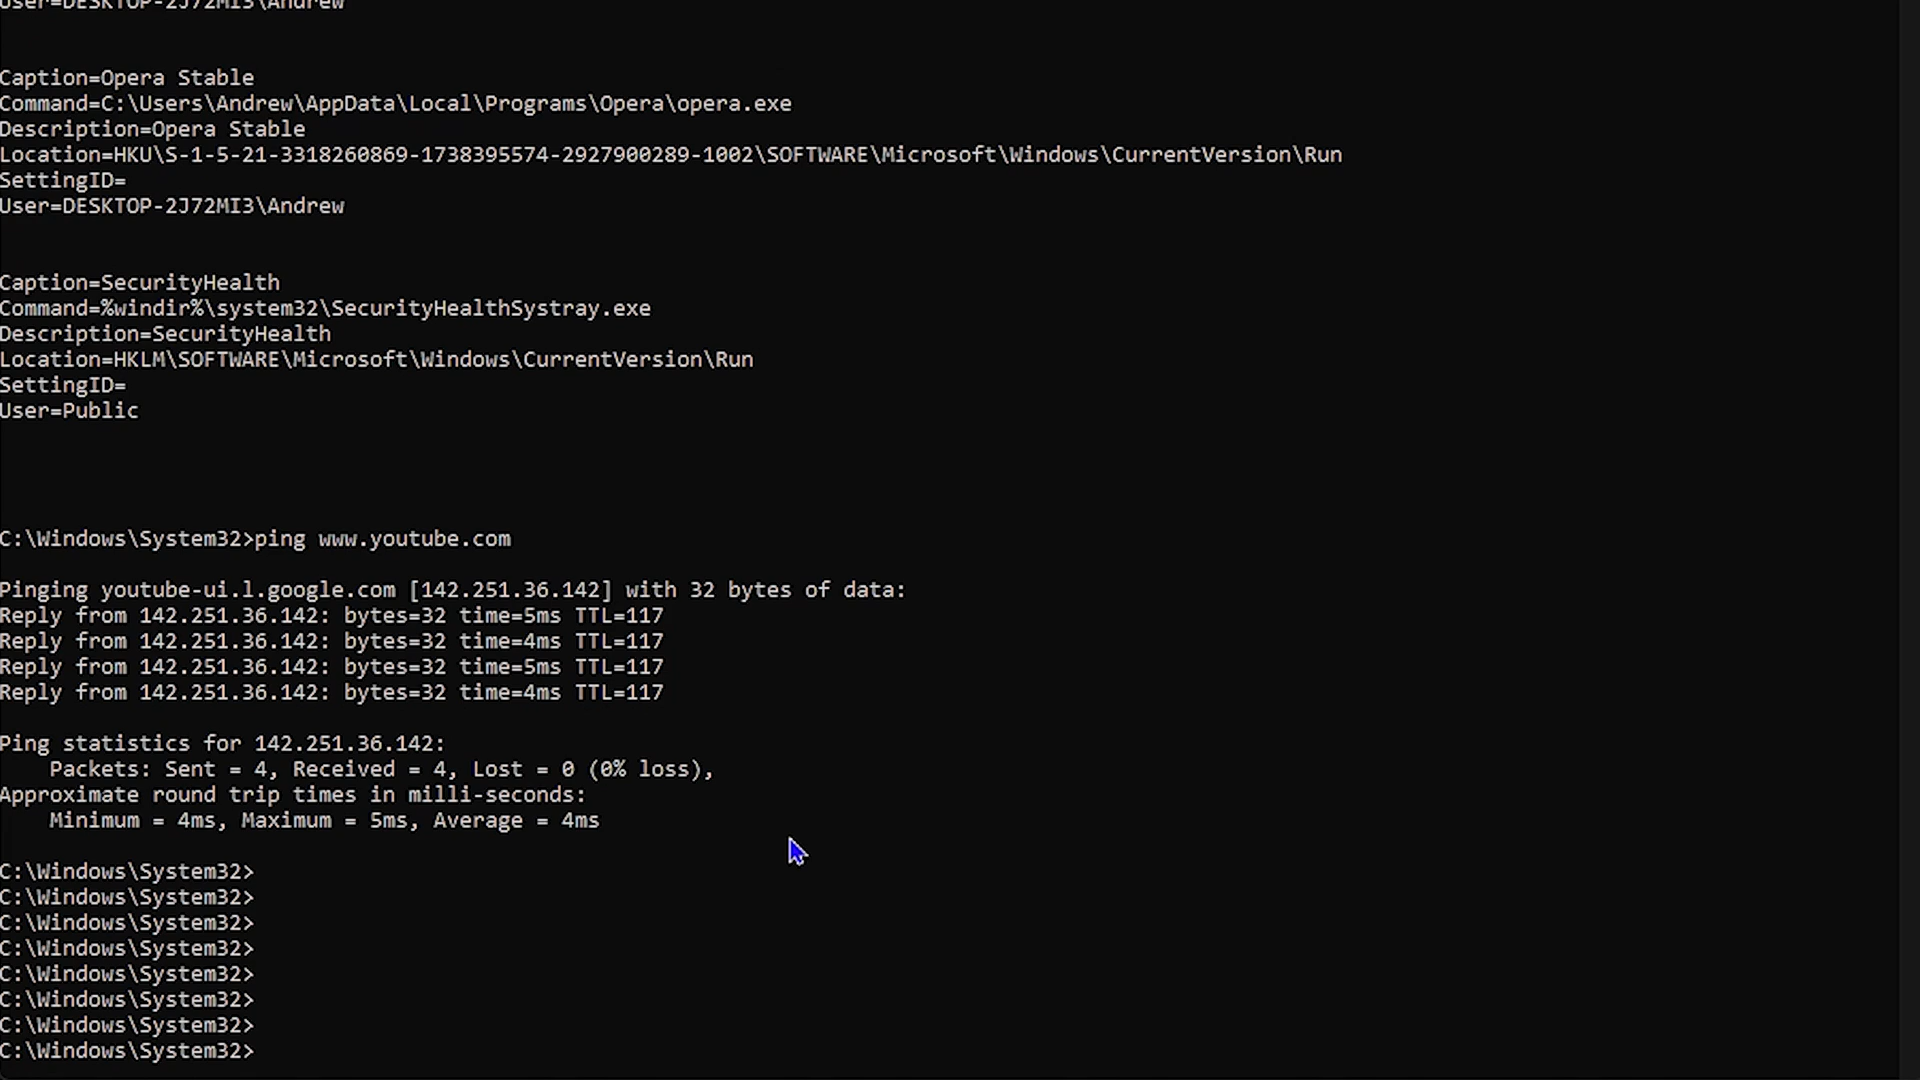 User=DESKTOP-2J72MI3\Andrew
Caption=Opera Stable
Command=C:\Users\Andrew\AppData\Local\Programs\Opera\opera.exe
Description=Opera Stable
Location=HKU\S-1-5-21-3318260869-1738395574-2927900289-1002\SOFTWARE\Microsoft\Windows\CurrentVersion\Run
SettingID=
User=DESKTOP-2J72MI3\Andrew
Caption=SecurityHealth
Command=%windir%\system32\SecurityHealthSystray.exe
Description=SecurityHealth
Location=HKLM\SOFTWARE\Microsoft\Windows\CurrentVersion\Run
SettingID=
User=Public
C:\Windows\System32>ping www.youtube.com
Pinging youtube-ui.l.google.com [142.251.36.142] with 32 bytes of data:
Reply from 142.251.36.142: bytes=32 time=5ms TTL=117
Reply from 142.251.36.142: bytes=32 time=4ms TTL=117
Reply from 142.251.36.142: bytes=32 time=5ms TTL=117
Reply from 142.251.36.142: bytes=32 time=4ms TTL=117
Ping statistics for 142.251.36.142:
    Packets: Sent = 4, Received = 4, Lost = 0 (0% loss),
Approximate round trip times in milli-seconds:
    Minimum = 4ms, Maximum = 5ms, Average = 4ms
C:\Windows\System32>
C:\Windows\System32>
C:\Windows\System32>
C:\Windows\System32>
C:\Windows\System32>
C:\Windows\System32>
C:\Windows\System32>
C:\Windows\System32>